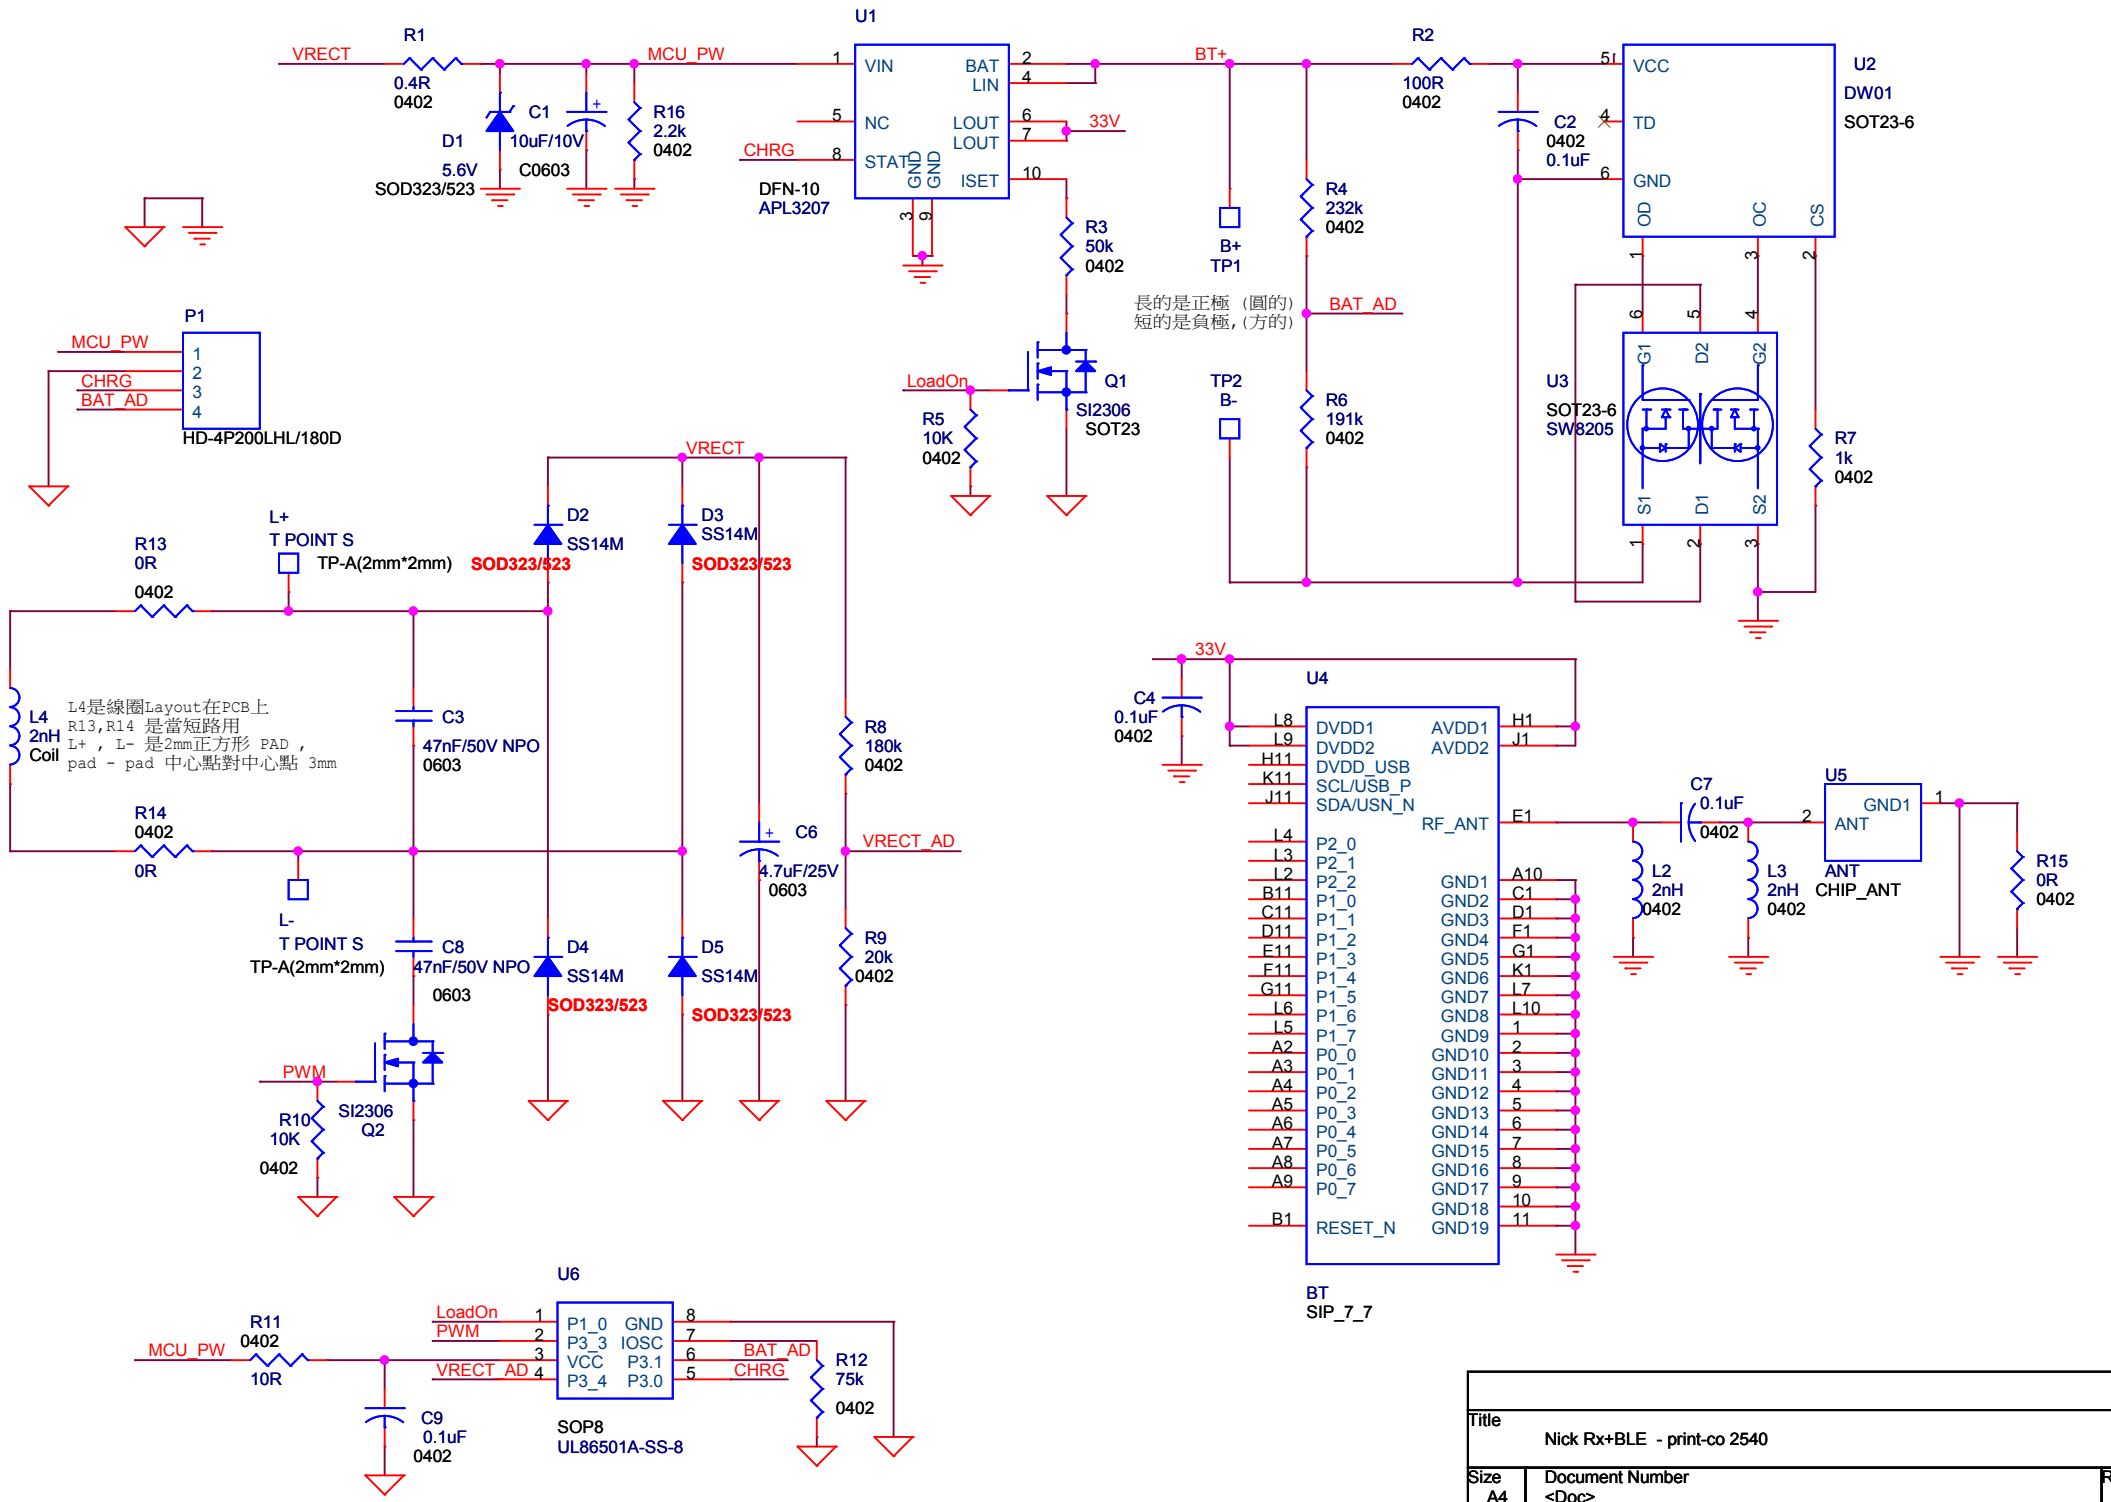 U1
VRECT
R1
0.4R
0402
MCU_PW
D1
5.6V
SOD323/523
C1
10uF/10V
C0603
R16
2.2k
0402
1 VIN
5 NC
8 STAT
CHRG
BAT 2
LIN 4
LOUT 6
LOUT 7
ISET 10
GND 3
GND 9
DFN-10
APL3207
33V
BT+
R2
100R
0402
C2
0402
0.1uF
5 VCC
4 TD
6 GND
OD 1
OC 3
CS 2
U2
DW01
SOT23-6
R3
50k
0402
B+
TP1
R4
232k
0402
長的是正極 (圓的)
短的是負極,(方的)
BAT_AD
LoadOn
R5
10K
0402
Q1
SI2306
SOT23
TP2
B-
R6
191k
0402
U3
SOT23-6
SW8205
6 G1
5 D2
4 G2
S1 1
D1 2
S2 3
R7
1k
0402
P1
MCU_PW 1
2
CHRG 3
BAT_AD 4
HD-4P200LHL/180D
VRECT
L+
T POINT S
TP-A(2mm*2mm)
R13
0R
0402
D2
SS14M
SOD323/523
D3
SS14M
SOD323/523
L4
2nH
Coil
L4是線圈Layout在PCB上
R13,R14 是當短路用
L+ , L- 是2mm正方形 PAD ,
pad - pad 中心點對中心點 3mm
C3
47nF/50V NPO
0603
R8
180k
0402
R14
0402
0R
L-
T POINT S
TP-A(2mm*2mm)
C6
4.7uF/25V
0603
VRECT_AD
R9
20k
0402
C8
47nF/50V NPO
0603
D4
SS14M
SOD323/523
D5
SS14M
SOD323/523
PWM
R10
10K
0402
SI2306
Q2
33V
C4
0.1uF
0402
U4
L8 DVDD1
L9 DVDD2
H11 DVDD_USB
K11 SCL/USB_P
J11 SDA/USN_N
L4 P2_0
L3 P2_1
L2 P2_2
B11 P1_0
C11 P1_1
D11 P1_2
E11 P1_3
F11 P1_4
G11 P1_5
L6 P1_6
L5 P1_7
A2 P0_0
A3 P0_1
A4 P0_2
A5 P0_3
A6 P0_4
A7 P0_5
A8 P0_6
A9 P0_7
B1 RESET_N
AVDD1 H1
AVDD2 J1
RF_ANT E1
GND1 A10
GND2 C1
GND3 D1
GND4 F1
GND5 G1
GND6 K1
GND7 L7
GND8 L10
GND9 1
GND10 2
GND11 3
GND12 4
GND13 5
GND14 6
GND15 7
GND16 8
GND17 9
GND18 10
GND19 11
BT
SIP_7_7
L2
2nH
0402
C7
0.1uF
0402
L3
2nH
0402
U5
GND1 1
2 ANT
ANT
CHIP_ANT
R15
0R
0402
U6
LoadOn 1 P1_0
PWM 2 P3_3
3 VCC
VRECT_AD 4 P3_4
GND 8
IOSC 7
P3.1 6 BAT_AD
P3.0 5 CHRG
SOP8
UL86501A-SS-8
MCU_PW
R11
0402
10R
C9
0.1uF
0402
R12
75k
0402
Title
Nick Rx+BLE - print-co 2540
Size
A4
Document Number
<Doc>
R